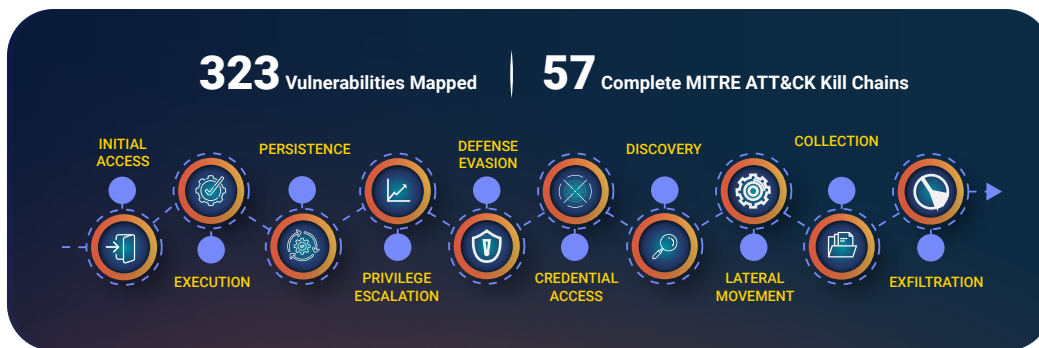 323 Vulnerabilities Mapped
57 Complete MITRE ATT&CK Kill Chains
INITIAL
ACCESS
EXECUTION
PERSISTENCE
PRIVILEGE
ESCALATION
DEFENSE
EVASION
CREDENTIAL
ACCESS
DISCOVERY
LATERAL
MOVEMENT
COLLECTION
EXFILTRATION